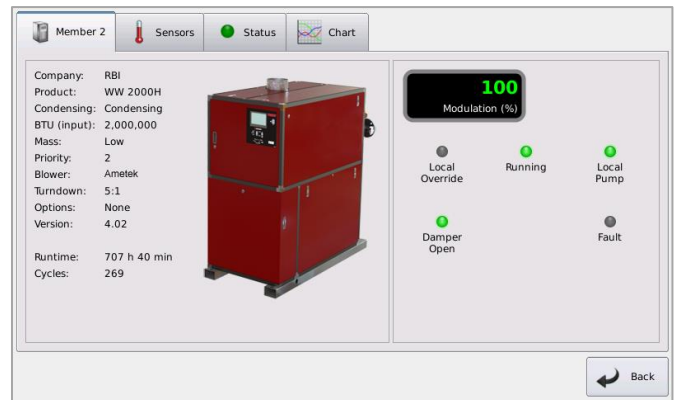 Member 2
Sensors
Status
Chart
Company: RBI
Product: WW 2000H
Condensing: Condensing
BTU (input): 2,000,000
Mass: Low
Priority: 2
Blower: Ametek
Turndown: 5:1
Options: None
Version: 4.02
Runtime: 707 h 40 min
Cycles: 269
100
Modulation (%)
Local
Override
Running
Local
Pump
Damper
Open
Fault
Back